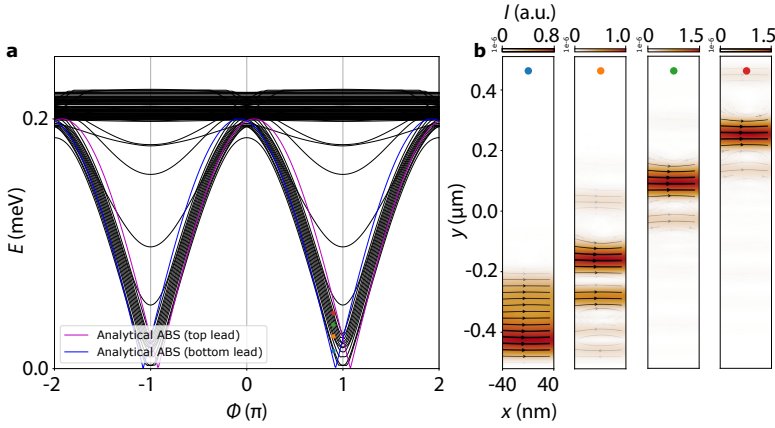 a
E (meV)
0.2
0.0
Analytical ABS (top lead)
Analytical ABS (bottom lead)
-2 -1 0 1 2
Φ (π)
b
I (a.u.)
0 0.8 0 1.0 0 1.5 0 1.5
1e-6 1e-6 1e-6 1e-6
y (μm)
0.4
0.2
0.0
-0.2
-0.4
-40 40
x (nm)